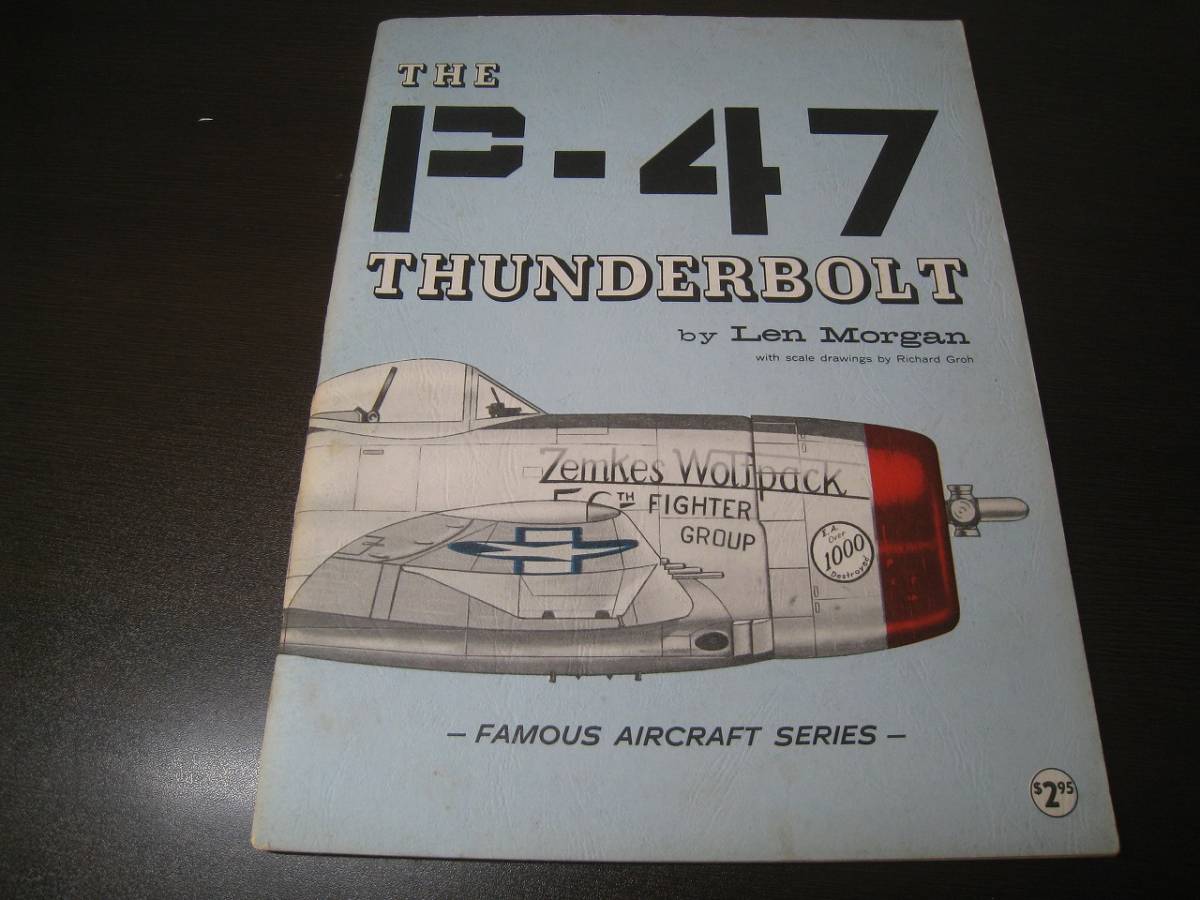 THE
P-47
THUNDERBOLT
by Len Morgan
with scale drawings by Richard Groh
Zemkes Wolfpack
56TH FIGHTER
GROUP
E.A.
Over
1000
Destroyed
- FAMOUS AIRCRAFT SERIES -
$2.95